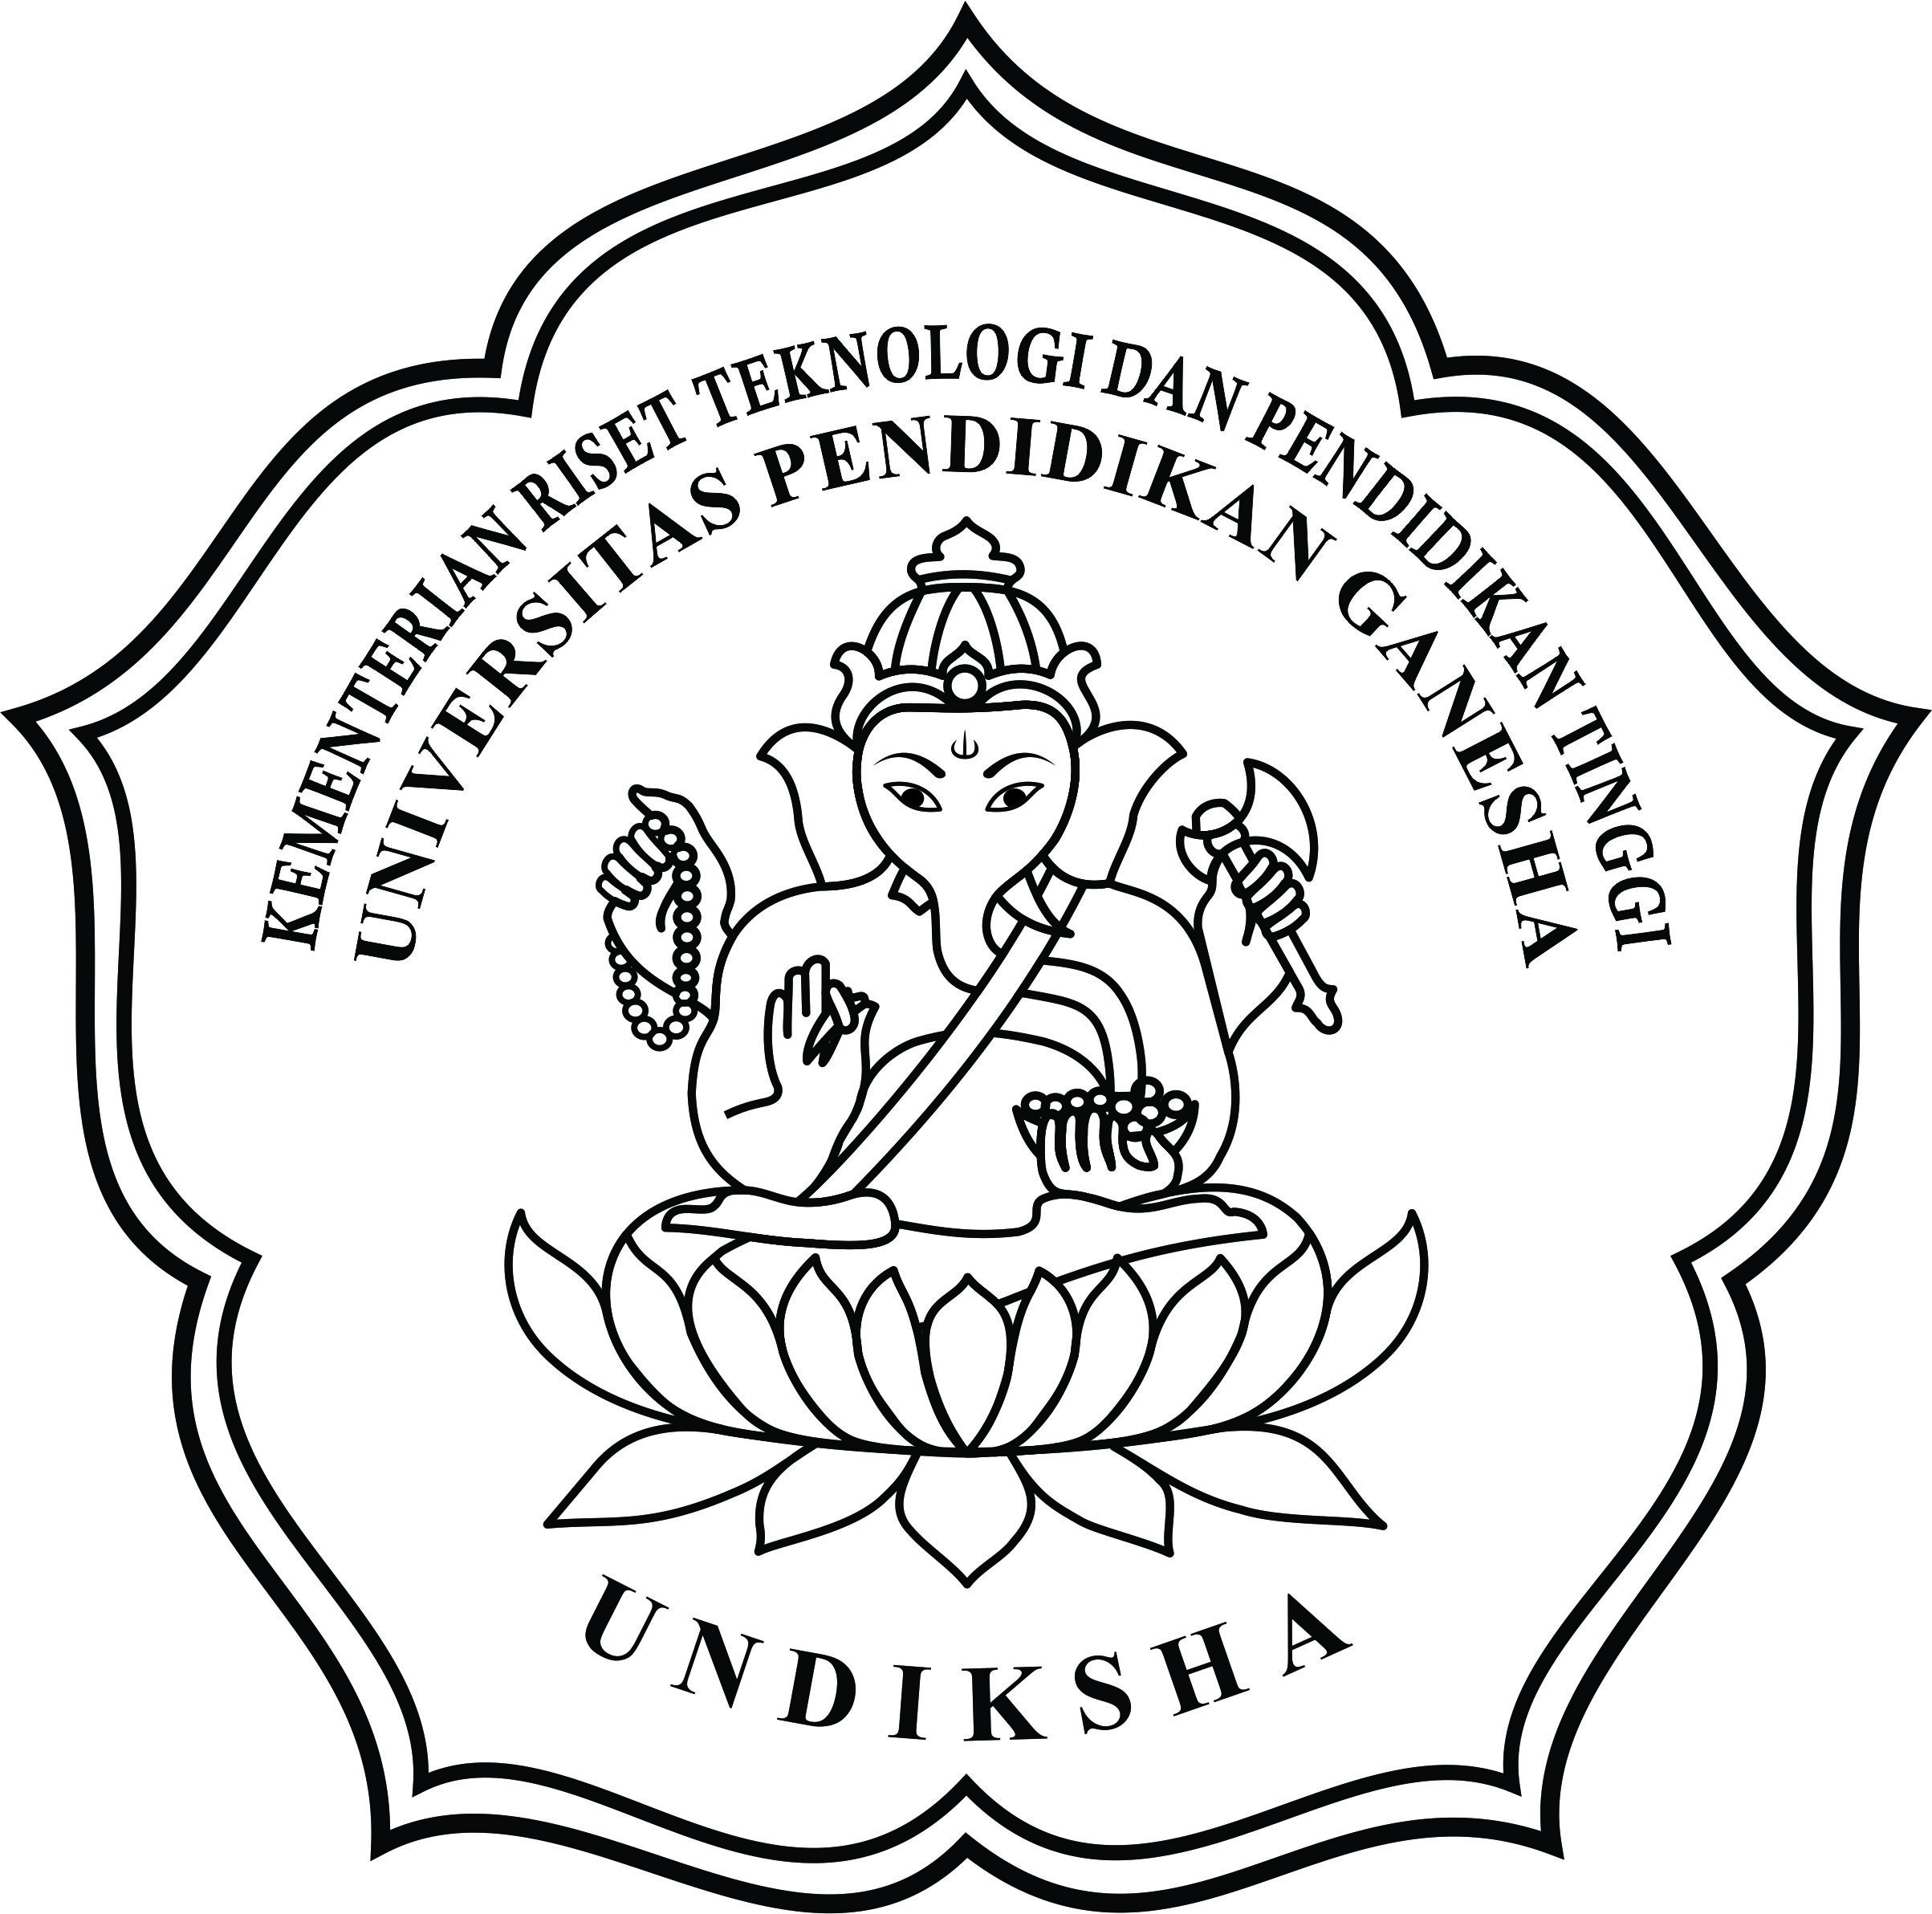 KEMENTERIAN RISET TEKNOLOGI DAN PENDIDIKAN TINGGI
UNIVERSITAS PENDIDIKAN GANESHA
UNDIKSHA